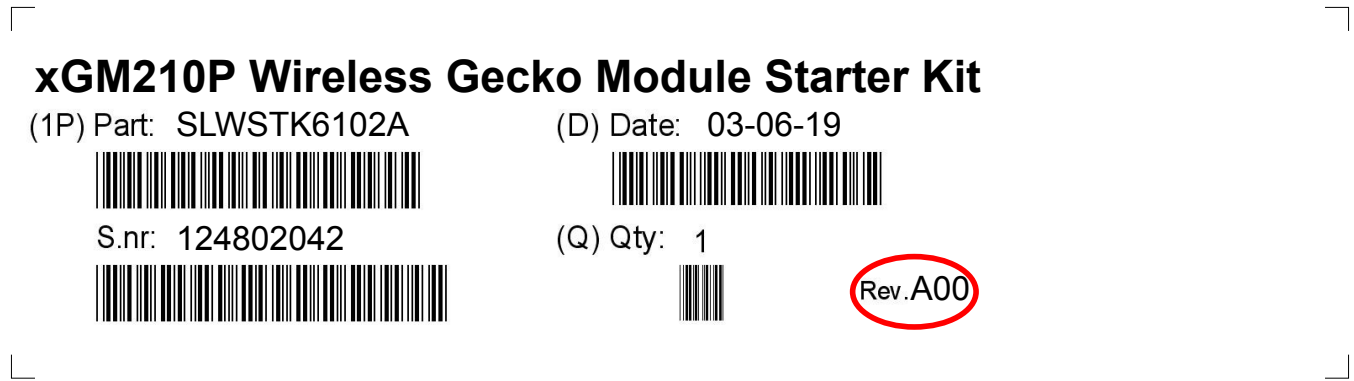 xGM210P Wireless Gecko Module Starter Kit
(1P) Part: SLWSTK6102A (D) Date: 03-06-19
S.nr: 124802042 (Q) Qty: 1
Rev.A00